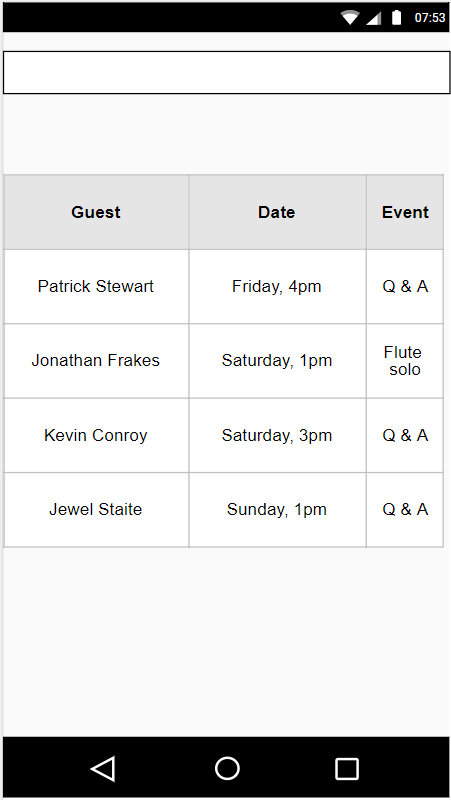 07:53
Guest Date Event
Patrick Stewart Friday, 4pm Q & A
Jonathan Frakes Saturday, 1pm Flute
solo
Kevin Conroy Saturday, 3pm Q & A
Jewel Staite Sunday, 1pm Q & A